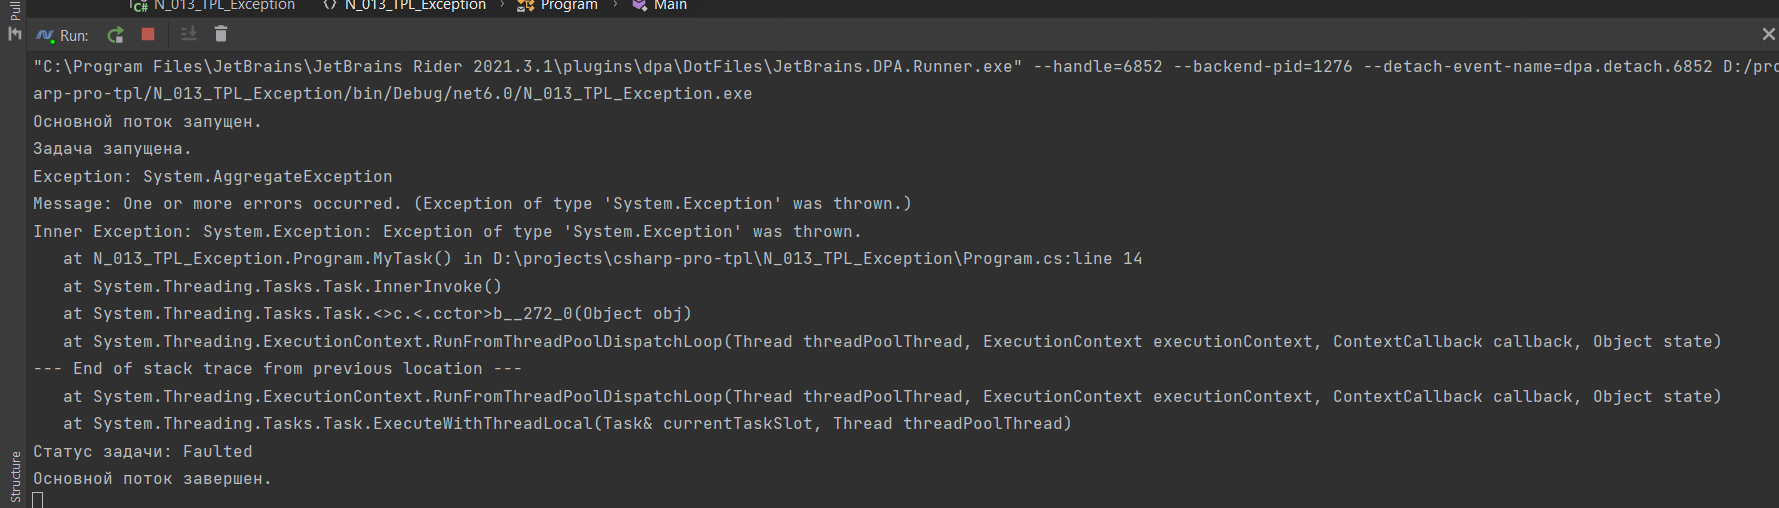 Pull
N_013_TPL_Exception N_013_TPL_Exception Program Main
Run:
"C:\Program Files\JetBrains\JetBrains Rider 2021.3.1\plugins\dpa\DotFiles\JetBrains.DPA.Runner.exe" --handle=6852 --backend-pid=1276 --detach-event-name=dpa.detach.6852 D:/pro
arp-pro-tpl/N_013_TPL_Exception/bin/Debug/net6.0/N_013_TPL_Exception.exe
Основной поток запущен.
Задача запущена.
Exception: System.AggregateException
Message: One or more errors occurred. (Exception of type 'System.Exception' was thrown.)
Inner Exception: System.Exception: Exception of type 'System.Exception' was thrown.
at N_013_TPL_Exception.Program.MyTask() in D:\projects\csharp-pro-tpl\N_013_TPL_Exception\Program.cs:line 14
at System.Threading.Tasks.Task.InnerInvoke()
at System.Threading.Tasks.Task.<>c.<.cctor>b__272_0(Object obj)
at System.Threading.ExecutionContext.RunFromThreadPoolDispatchLoop(Thread threadPoolThread, ExecutionContext executionContext, ContextCallback callback, Object state)
--- End of stack trace from previous location ---
at System.Threading.ExecutionContext.RunFromThreadPoolDispatchLoop(Thread threadPoolThread, ExecutionContext executionContext, ContextCallback callback, Object state)
at System.Threading.Tasks.Task.ExecuteWithThreadLocal(Task& currentTaskSlot, Thread threadPoolThread)
Статус задачи: Faulted
Основной поток завершен.
Structure